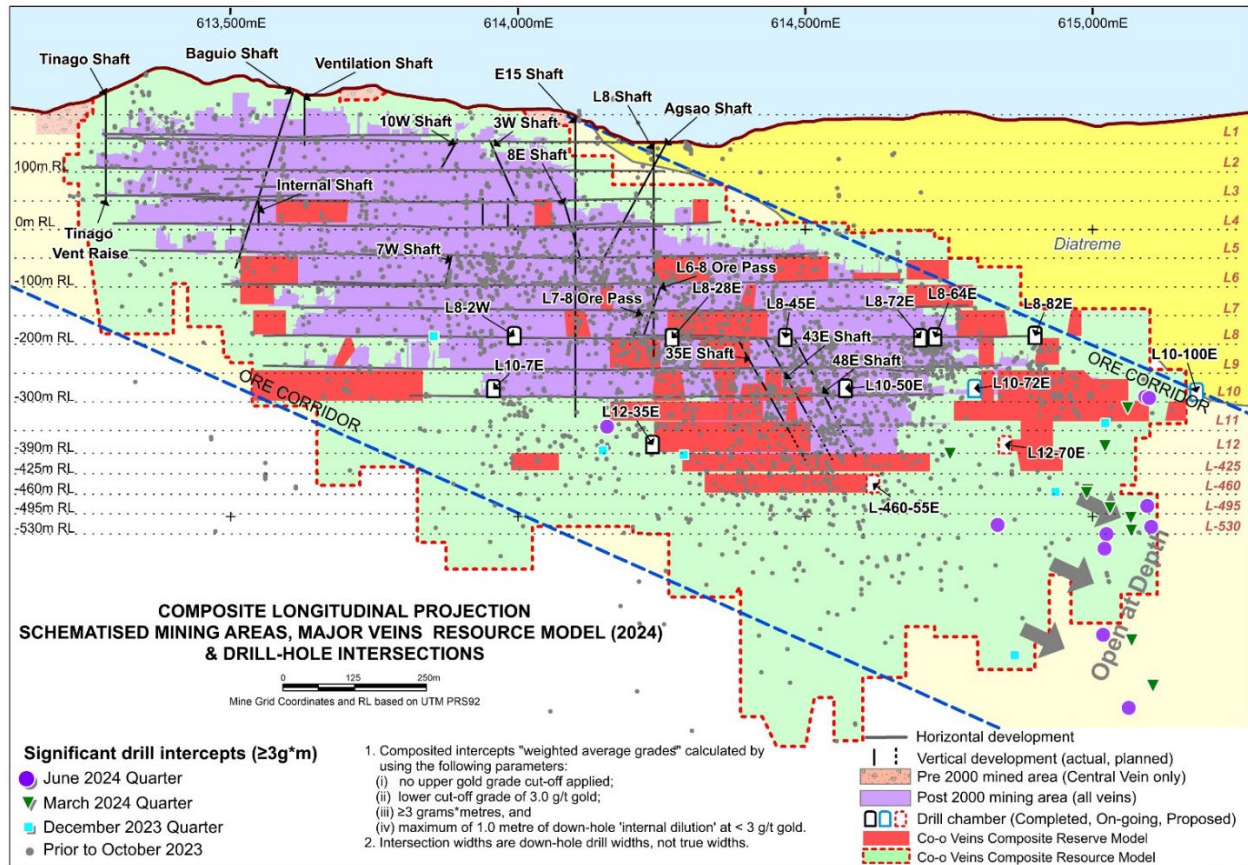 613,500mE
614,000mE
614,500mE
615,000mE
Tinago Shaft
Baguio Shaft
Ventilation Shaft
E15 Shaft
L8 Shaft
Agsao Shaft
10W Shaft
3W Shaft
8E Shaft
L1
L2
100m RL
Internal Shaft
L3
0m RL
L4
Tinago
Vent Raise
7W Shaft
Diatreme
L5
L6-8 Ore Pass
L6
-100m RL
L7-8 Ore Pass
L8-28E
L8-2W
L8-45E
L8-72E
L8-64E
L8-82E
L7
43E Shaft
L8
-200m RL
35E Shaft
48E Shaft
L9
L10-7E
L10-50E
L10-72E
L10-100E
ORE CORRIDOR
ORE CORRIDOR
L10
-300m RL
L12-35E
L11
-390m RL
L12-70E
L12
-425m RL
L-425
-460m RL
L-460-55E
L-460
-495m RL
L-495
-530m RL
L-530
Open at Depth
COMPOSITE LONGITUDINAL PROJECTION
SCHEMATISED MINING AREAS, MAJOR VEINS RESOURCE MODEL (2024)
& DRILL-HOLE INTERSECTIONS
0 125 250m
Mine Grid Coordinates and RL based on UTM PRS92
Significant drill intercepts (≥3g*m)
June 2024 Quarter
March 2024 Quarter
December 2023 Quarter
Prior to October 2023
1. Composited intercepts "weighted average grades" calculated by
using the following parameters:
(i) no upper gold grade cut-off applied;
(ii) lower cut-off grade of 3.0 g/t gold;
(iii) ≥3 grams*metres, and
(iv) maximum of 1.0 metre of down-hole 'internal dilution' at < 3 g/t gold.
2. Intersection widths are down-hole drill widths, not true widths.
Horizontal development
Vertical development (actual, planned)
Pre 2000 mined area (Central Vein only)
Post 2000 mining area (all veins)
Drill chamber (Completed, On-going, Proposed)
Co-o Veins Composite Reserve Model
Co-o Veins Composite Resource Model